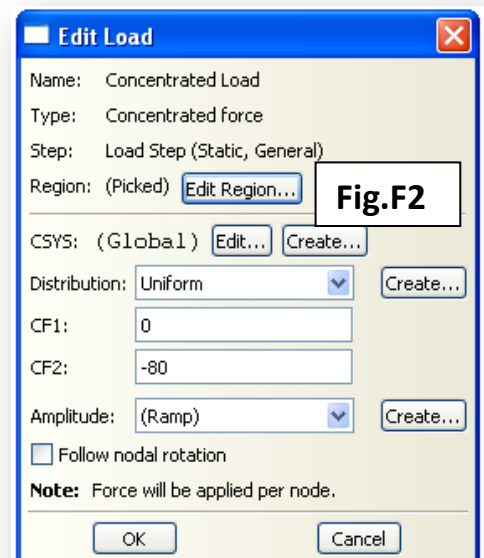 Edit Load
Name: Concentrated Load
Type: Concentrated force
Step: Load Step (Static, General)
Region: (Picked) Edit Region...
Fig.F2
CSYS: (Global) Edit... Create...
Distribution: Uniform Create...
CF1: 0
CF2: -80
Amplitude: (Ramp) Create...
Follow nodal rotation
Note: Force will be applied per node.
OK Cancel